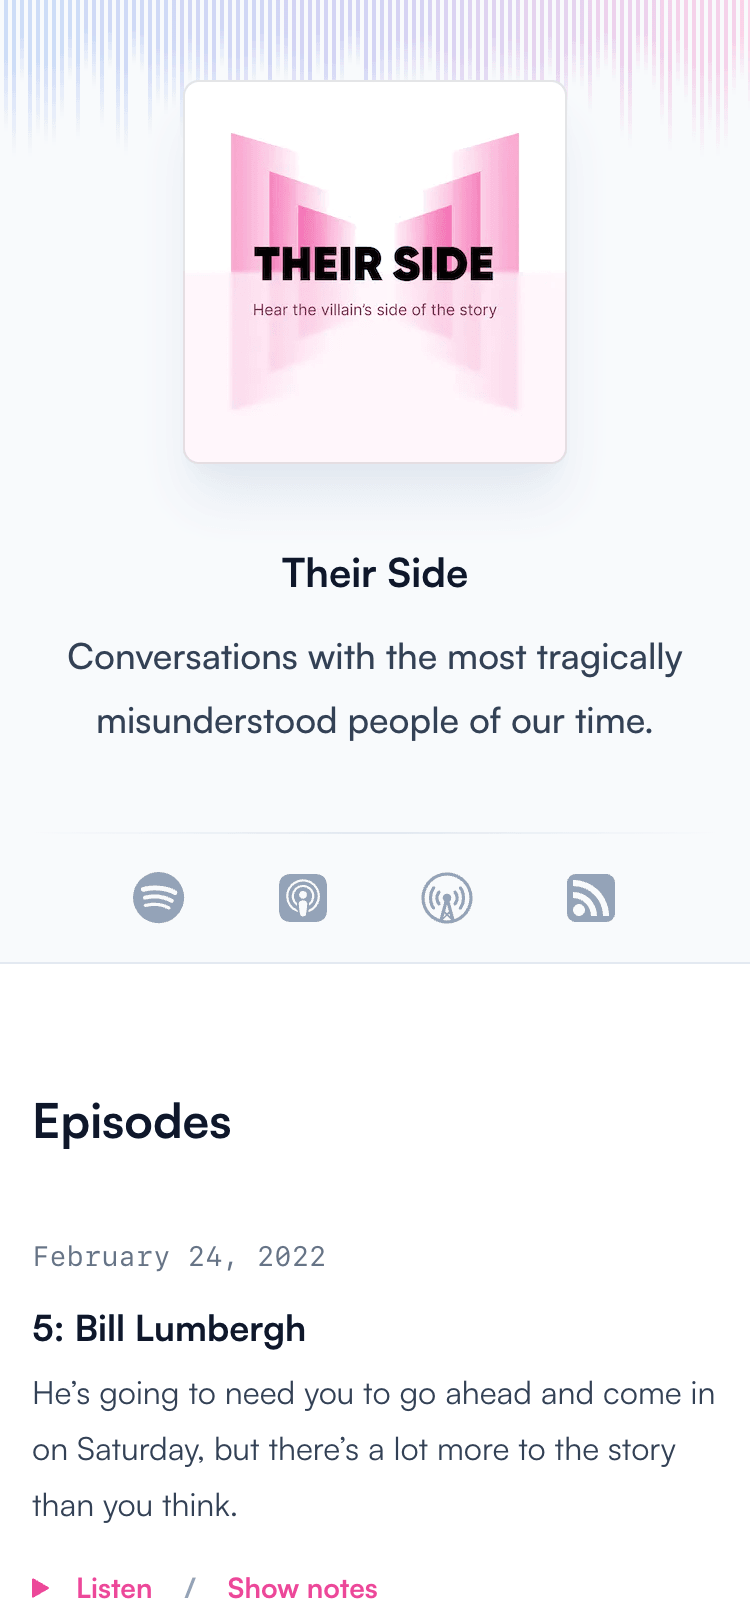 THEIR SIDE
Hear the villain's side of the story
Their Side
Conversations with the most tragically
misunderstood people of our time.
Episodes
February 24, 2022
5: Bill Lumbergh
He’s going to need you to go ahead and come in
on Saturday, but there’s a lot more to the story
than you think.
Listen / Show notes